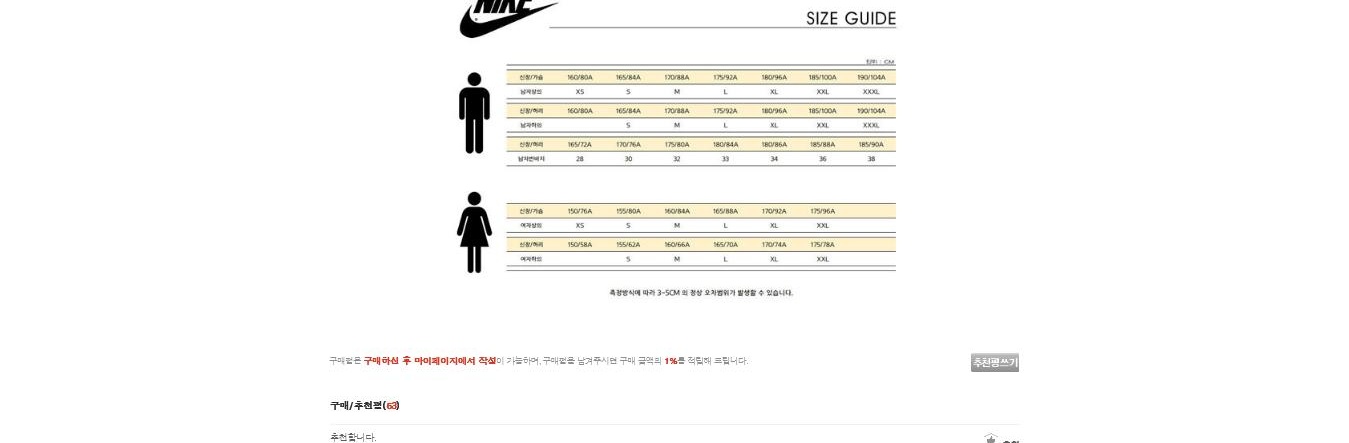 NIKE
SIZE GUIDE
단위 : CM
신장/가슴 160/80A 165/84A 170/88A 175/92A 180/96A 185/100A 190/104A
남자상의 XS S M L XL XXL XXXL
신장/허리 160/80A 165/84A 170/88A 175/92A 180/96A 185/100A 190/104A
남자하의 S M L XL XXL XXXL
신장/허리 165/72A 170/76A 175/80A 180/84A 180/86A 185/88A 185/90A
남자반바지 28 30 32 33 34 36 38
신장/가슴 150/76A 155/80A 160/84A 165/88A 170/92A 175/96A
여자상의 XS S M L XL XXL
신장/허리 150/58A 155/62A 160/66A 165/70A 170/74A 175/78A
여자하의 S M L XL XXL
측정방식에 따라 3~5CM 의 정상 오차범위가 발생할 수 있습니다.
구매평은 구매하신 후 마이페이지에서 작성이 가능하며, 구매평을 남겨주시면 구매 금액의 1%를 적립해 드립니다.
추천평쓰기
구매/추천평(63)
추천합니다.